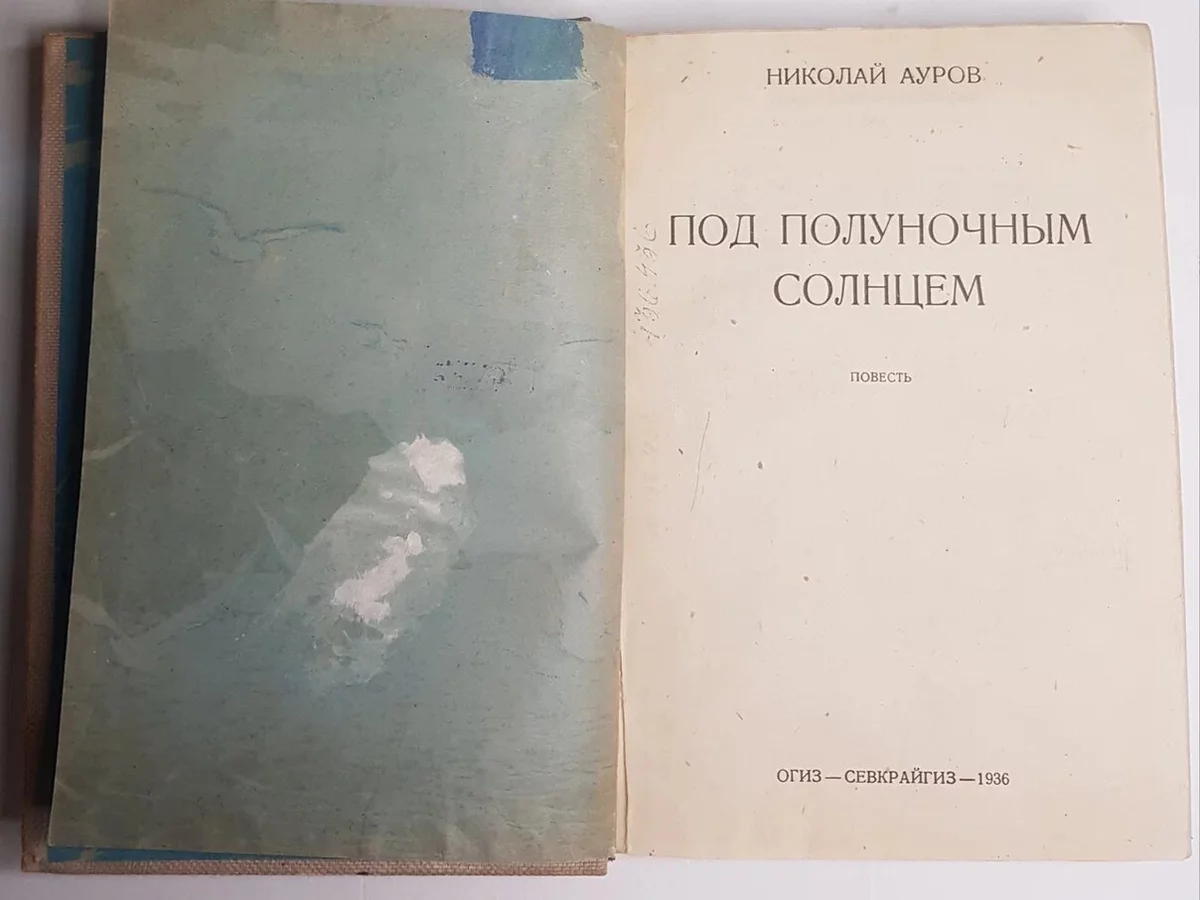 НИКОЛАЙ АУРОВ
ПОД ПОЛУНОЧНЫМ
СОЛНЦЕМ
ПОВЕСТЬ
ОГИЗ—СЕВКРАЙГИЗ—1936